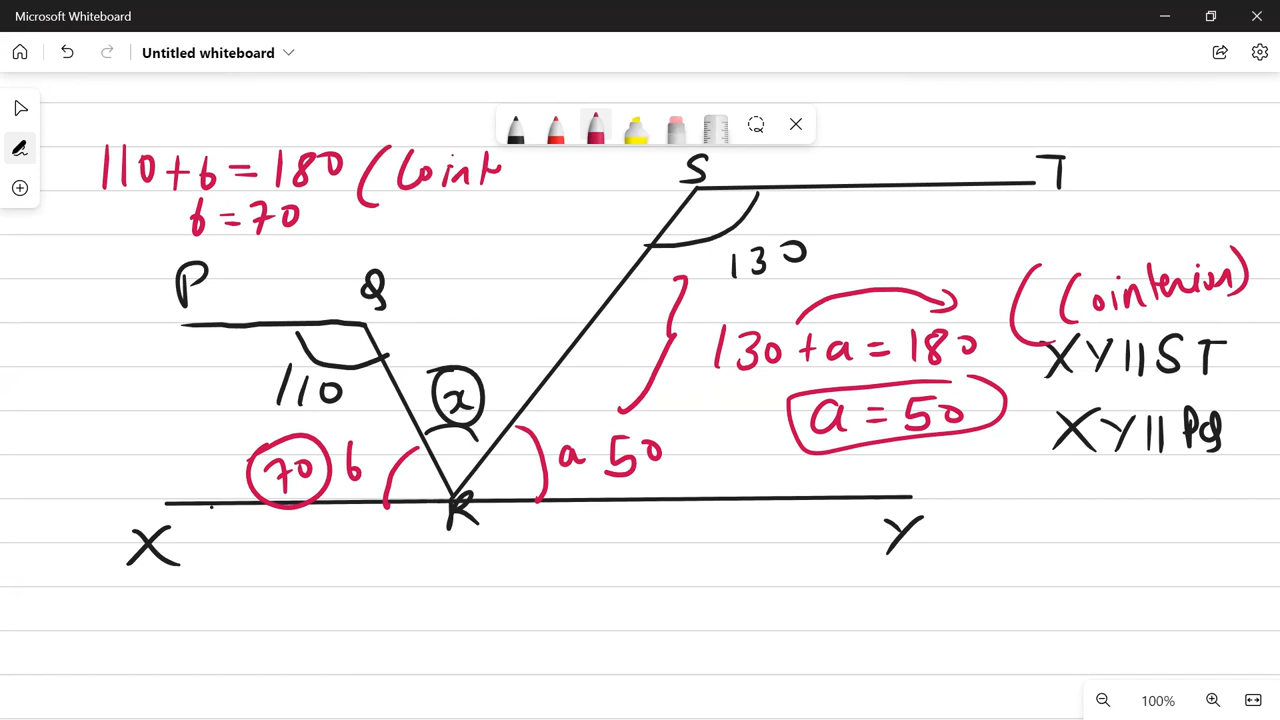 Microsoft Whiteboard
Untitled whiteboard
110 + b = 180 (Coint
b = 70
S
T
130
P
Q
110
x
(Cointerior)
130 + a = 180
XY || ST
a = 50
XY || PQ
70 b
a 50
R
X
Y
100%